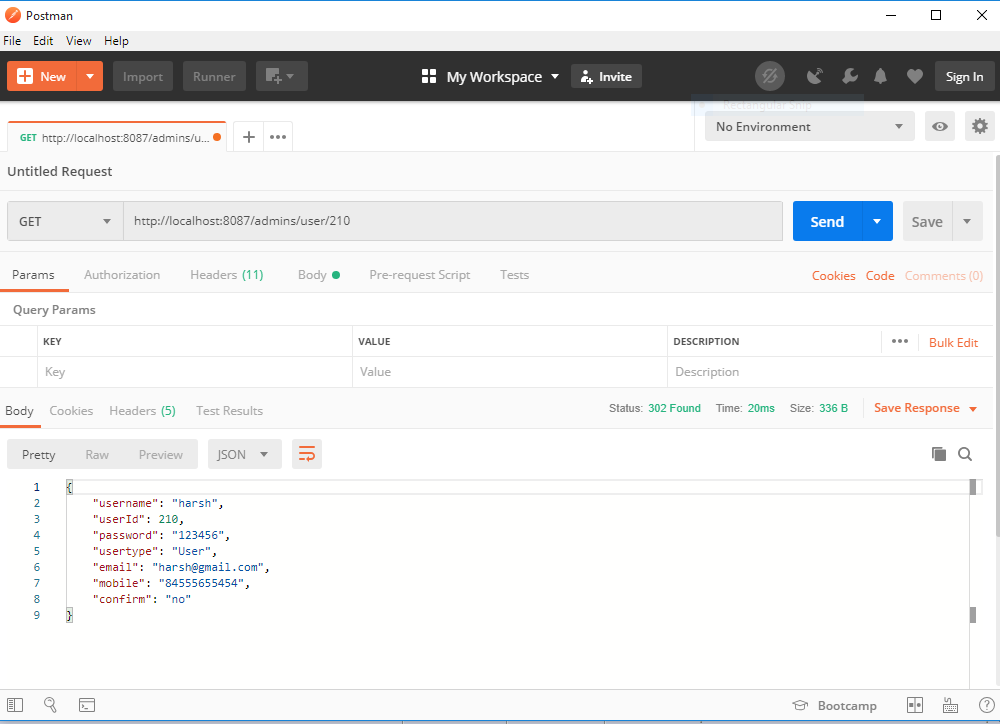 Postman
File Edit View Help
New Import Runner My Workspace Invite Sign In
Rectangular Snip
GET http://localhost:8087/admins/u... No Environment
Untitled Request
GET http://localhost:8087/admins/user/210 Send Save
Params Authorization Headers (11) Body Pre-request Script Tests Cookies Code Comments (0)
Query Params
KEY VALUE DESCRIPTION Bulk Edit
Key Value Description
Body Cookies Headers (5) Test Results Status: 302 Found Time: 20ms Size: 336 B Save Response
Pretty Raw Preview JSON
1 {
2 "username": "harsh",
3 "userId": 210,
4 "password": "123456",
5 "usertype": "User",
6 "email": "harsh@gmail.com",
7 "mobile": "84555655454",
8 "confirm": "no"
9 }
Bootcamp